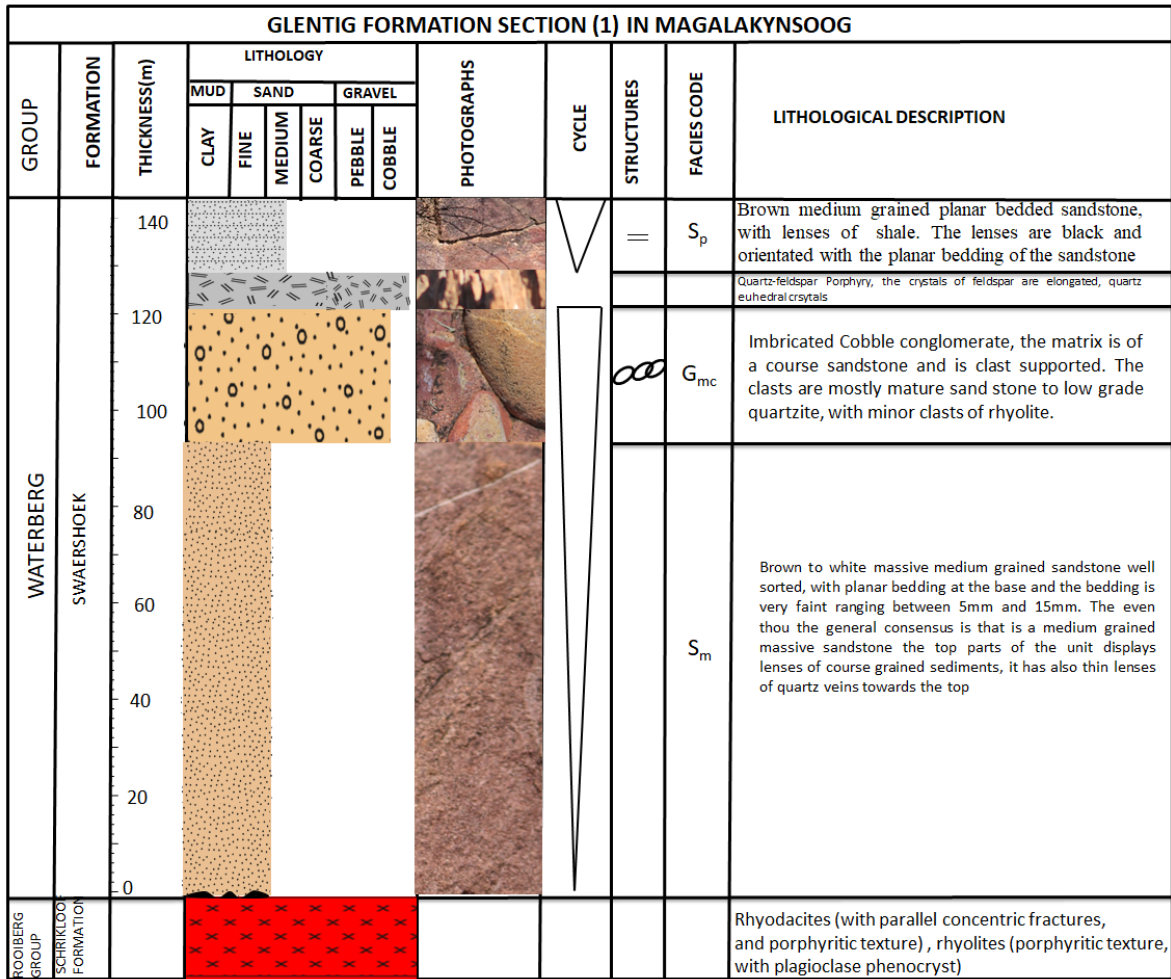 GLENTIG FORMATION SECTION (1) IN MAGALAKYNSOOG
GROUP
FORMATION
THICKNESS(m)
LITHOLOGY
MUD
SAND
GRAVEL
CLAY
FINE
MEDIUM
COARSE
PEBBLE
COBBLE
PHOTOGRAPHS
CYCLE
STRUCTURES
FACIES CODE
LITHOLOGICAL DESCRIPTION
WATERBERG
SWAERSHOEK
140
120
100
80
60
40
20
0
Sp
Brown medium grained planar bedded sandstone,
with lenses of shale. The lenses are black and
orientated with the planar bedding of the sandstone
Quartz-feldspar Porphyry, the crystals of feldspar are elongated, quartz
euhedral crsytals
Gmc
Imbricated Cobble conglomerate, the matrix is of
a course sandstone and is clast supported. The
clasts are mostly mature sand stone to low grade
quartzite, with minor clasts of rhyolite.
Sm
Brown to white massive medium grained sandstone well
sorted, with planar bedding at the base and the bedding is
very faint ranging between 5mm and 15mm. The even
thou the general consensus is that is a medium grained
massive sandstone the top parts of the unit displays
lenses of course grained sediments, it has also thin lenses
of quartz veins towards the top
ROOIBERG
GROUP
SCHRIKLOOF
FORMATION
Rhyodacites (with parallel concentric fractures,
and porphyritic texture) , rhyolites (porphyritic texture,
with plagioclase phenocryst)